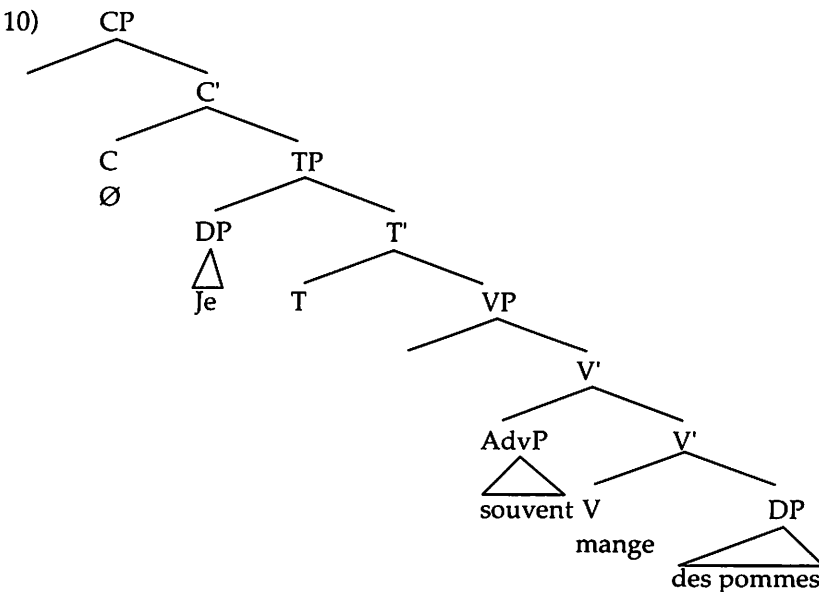 10) CP
C'
C TP
Ø
DP T'
Je T VP
V'
AdvP V'
souvent V DP
mange
des pommes